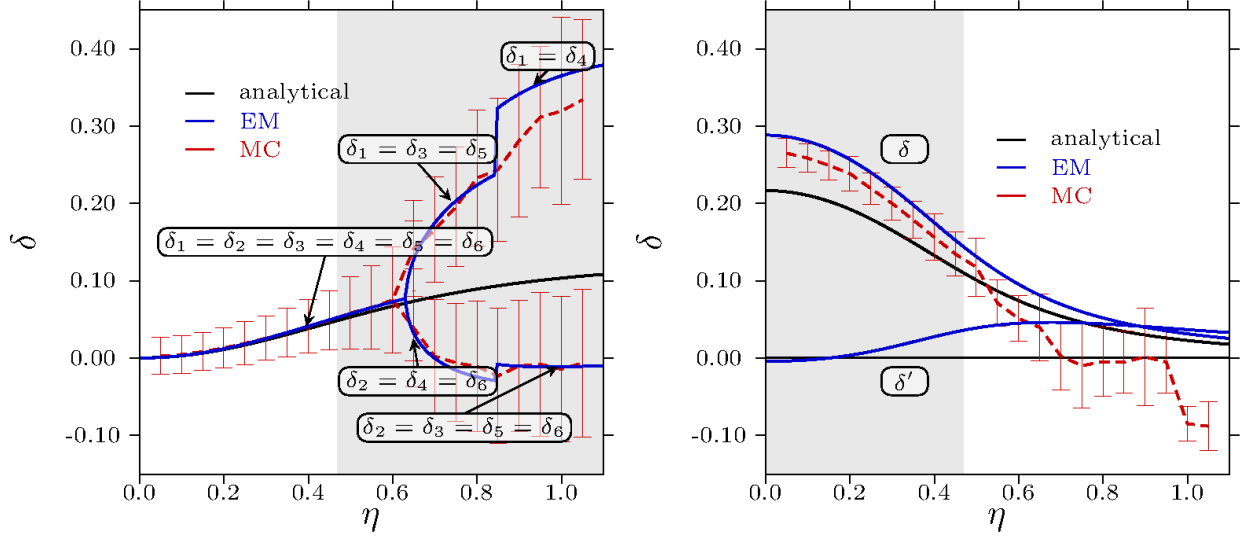 0.40
0.30
0.20
0.10
0.00
-0.10
δ
analytical
EM
MC
δ₁ = δ₄
δ₁ = δ₃ = δ₅
δ₁ = δ₂ = δ₃ = δ₄ = δ₅ = δ₆
δ₂ = δ₄ = δ₆
δ₂ = δ₃ = δ₅ = δ₆
0.0 0.2 0.4 0.6 0.8 1.0
η
0.40
0.30
0.20
0.10
0.00
-0.10
δ
δ
analytical
EM
MC
δ′
0.0 0.2 0.4 0.6 0.8 1.0
η